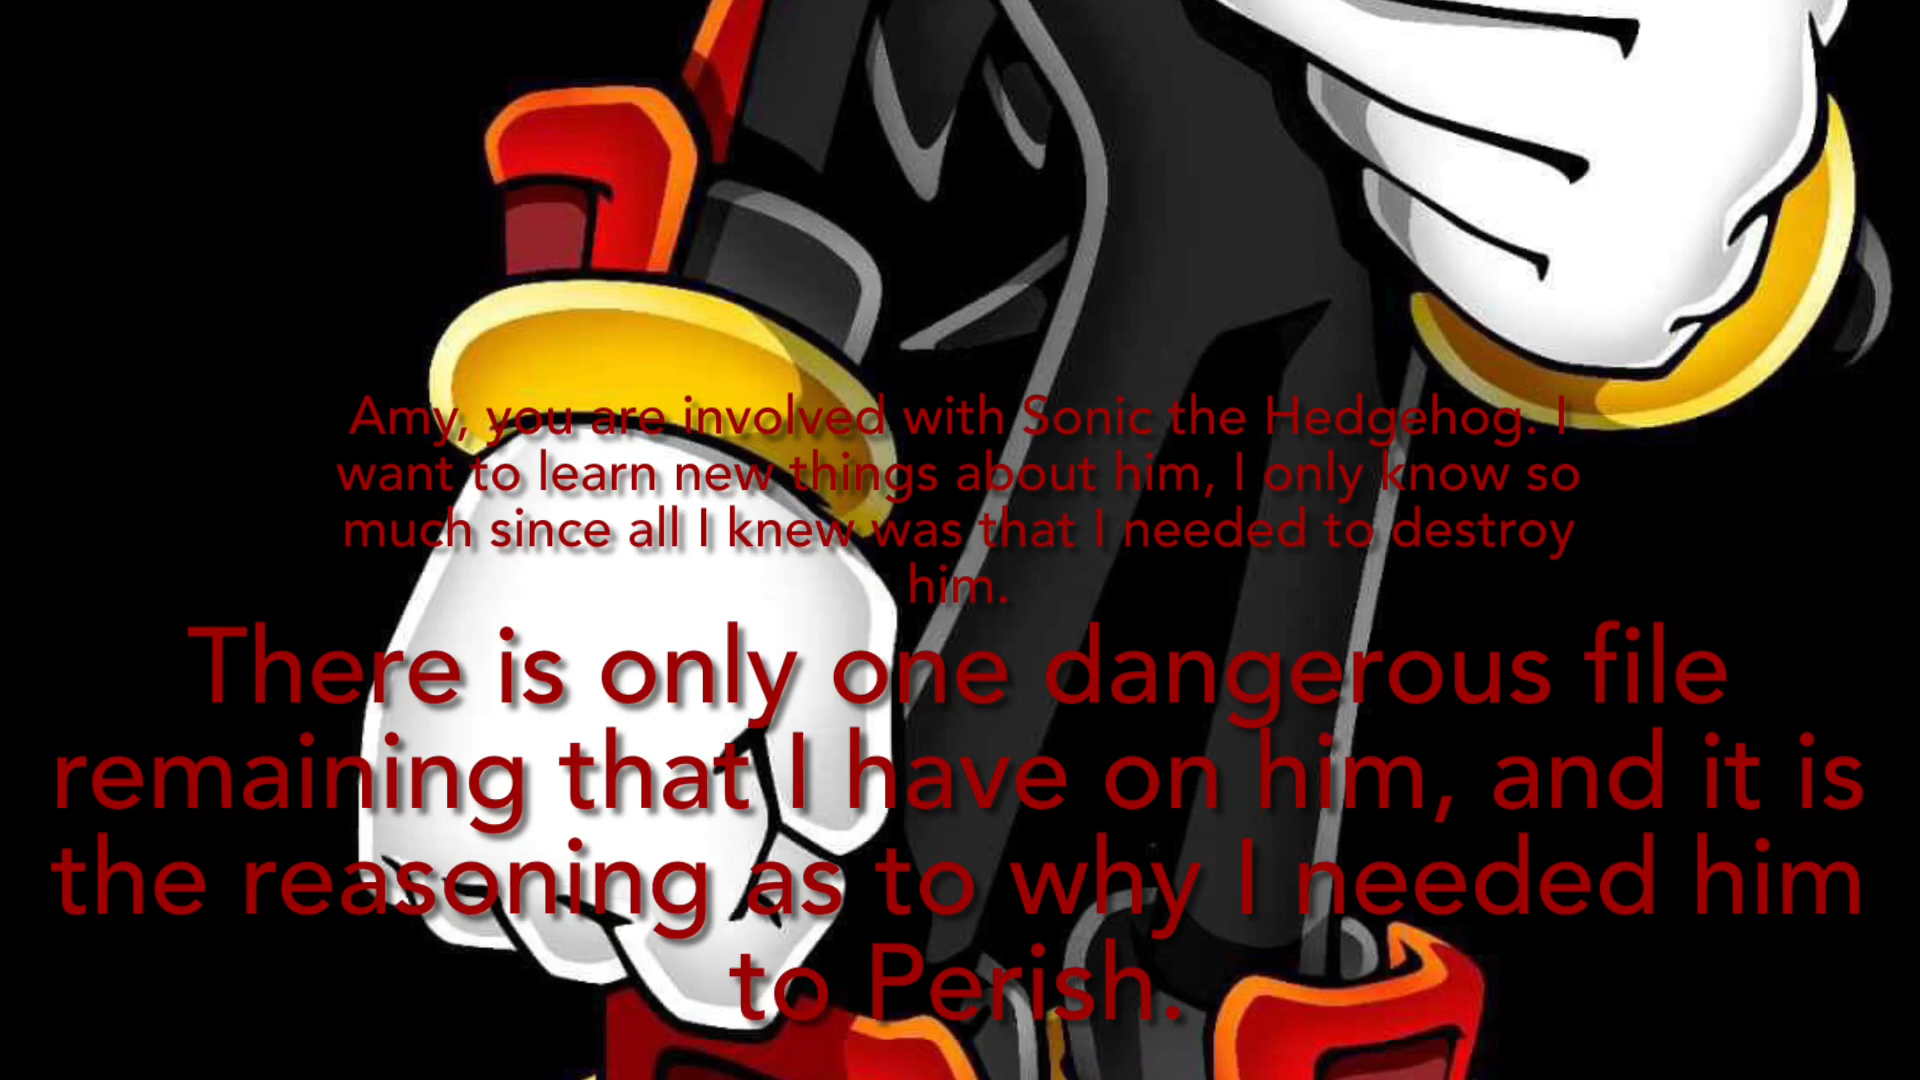 Amy, you are involved with Sonic the Hedgehog. I
want to learn new things about him, I only know so
much since all I knew was that I needed to destroy
him.
There is only one dangerous file
remaining that I have on him, and it is
the reasoning as to why I needed him
to Perish.